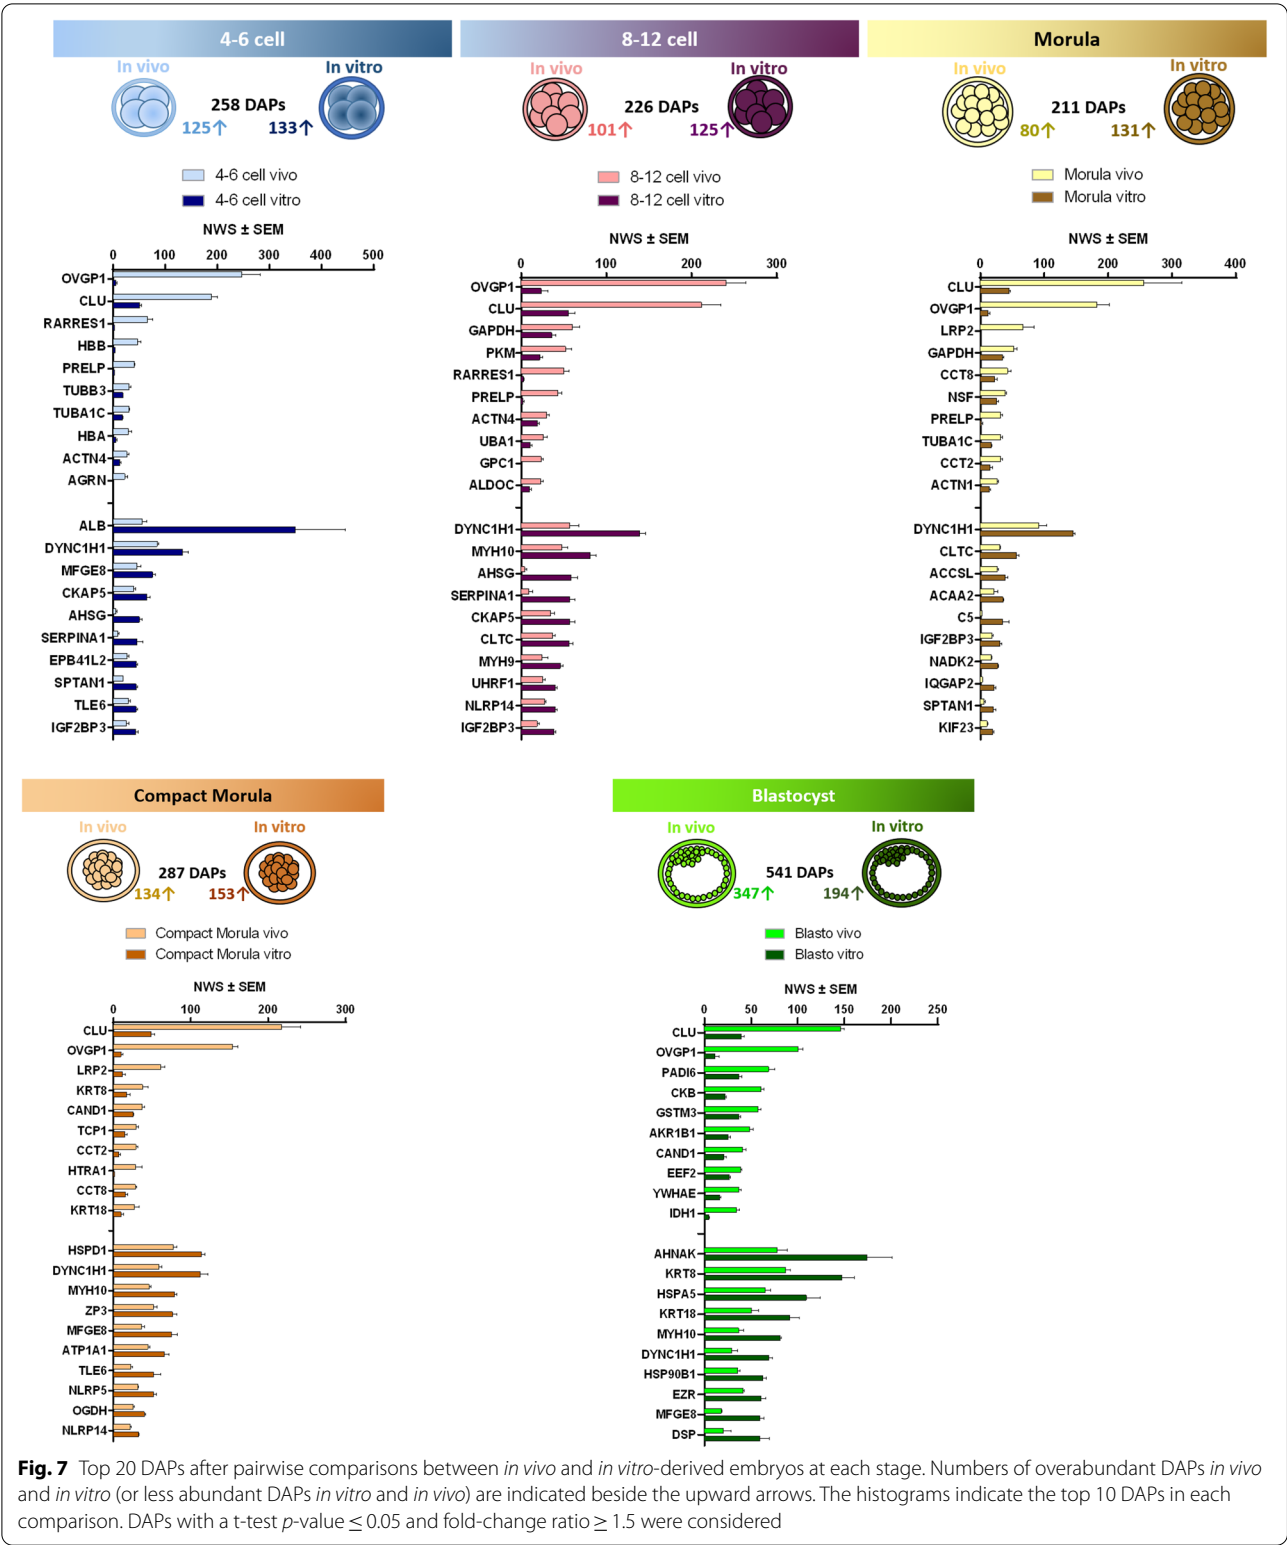 4-6 cell
In vivo
In vitro
258 DAPs
125↑
133↑
4-6 cell vivo
4-6 cell vitro
NWS ± SEM
0 100 200 300 400 500
OVGP1
CLU
RARRES1
HBB
PRELP
TUBB3
TUBA1C
HBA
ACTN4
AGRN
ALB
DYNC1H1
MFGE8
CKAP5
AHSG
SERPINA1
EPB41L2
SPTAN1
TLE6
IGF2BP3
8-12 cell
In vivo
In vitro
226 DAPs
101↑
125↑
8-12 cell vivo
8-12 cell vitro
NWS ± SEM
0 100 200 300
OVGP1
CLU
GAPDH
PKM
RARRES1
PRELP
ACTN4
UBA1
GPC1
ALDOC
DYNC1H1
MYH10
AHSG
SERPINA1
CKAP5
CLTC
MYH9
UHRF1
NLRP14
IGF2BP3
Morula
In vivo
In vitro
211 DAPs
80↑
131↑
Morula vivo
Morula vitro
NWS ± SEM
0 100 200 300 400
CLU
OVGP1
LRP2
GAPDH
CCT8
NSF
PRELP
TUBA1C
CCT2
ACTN1
DYNC1H1
CLTC
ACCSL
ACAA2
C5
IGF2BP3
NADK2
IQGAP2
SPTAN1
KIF23
Compact Morula
In vivo
In vitro
287 DAPs
134↑
153↑
Compact Morula vivo
Compact Morula vitro
NWS ± SEM
0 100 200 300
CLU
OVGP1
LRP2
KRT8
CAND1
TCP1
CCT2
HTRA1
CCT8
KRT18
HSPD1
DYNC1H1
MYH10
ZP3
MFGE8
ATP1A1
TLE6
NLRP5
OGDH
NLRP14
Blastocyst
In vivo
In vitro
541 DAPs
347↑
194↑
Blasto vivo
Blasto vitro
NWS ± SEM
0 50 100 150 200 250
CLU
OVGP1
PADI6
CKB
GSTM3
AKR1B1
CAND1
EEF2
YWHAE
IDH1
AHNAK
KRT8
HSPA5
KRT18
MYH10
DYNC1H1
HSP90B1
EZR
MFGE8
DSP
Fig. 7 Top 20 DAPs after pairwise comparisons between in vivo and in vitro-derived embryos at each stage. Numbers of overabundant DAPs in vivo
and in vitro (or less abundant DAPs in vitro and in vivo) are indicated beside the upward arrows. The histograms indicate the top 10 DAPs in each
comparison. DAPs with a t-test p-value ≤ 0.05 and fold-change ratio ≥ 1.5 were considered